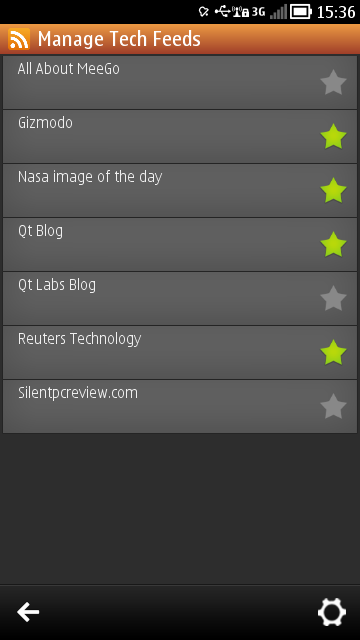 3G 15:36
Manage Tech Feeds
All About MeeGo
Gizmodo
Nasa image of the day
Qt Blog
Qt Labs Blog
Reuters Technology
Silentpcreview.com